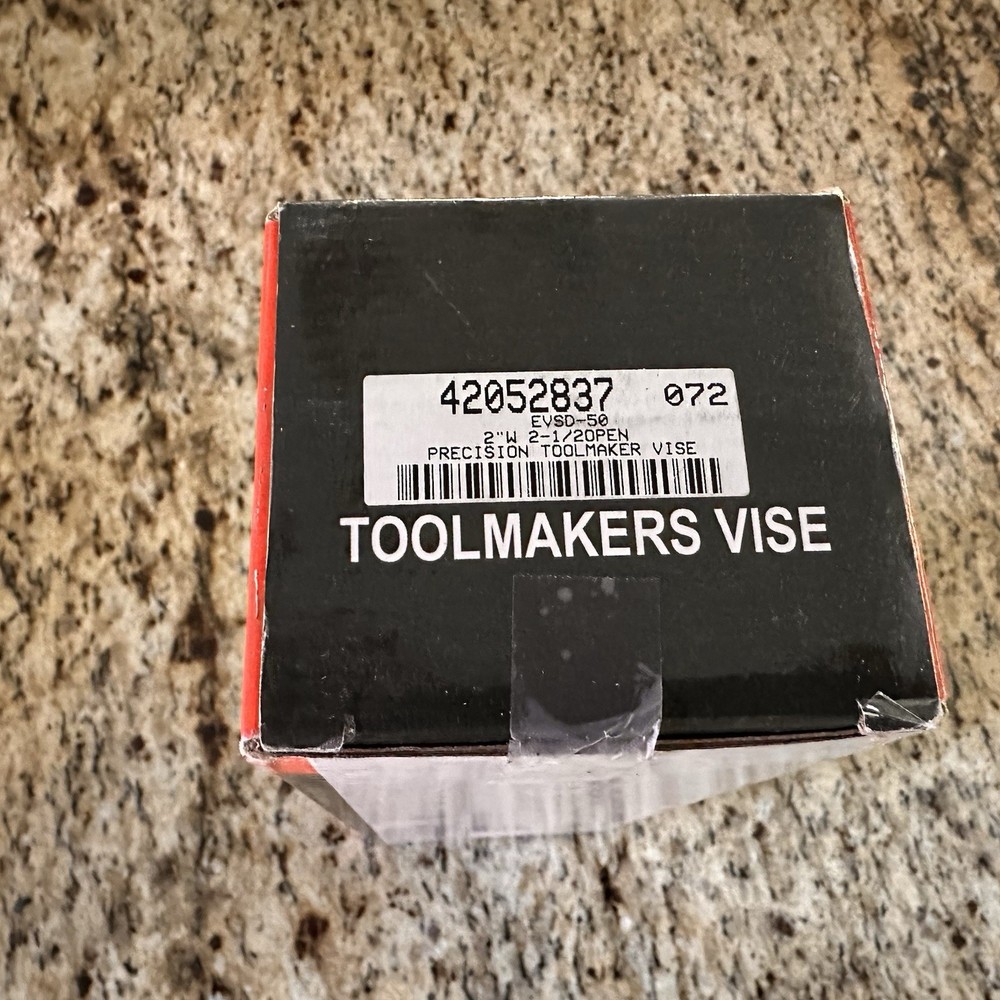 42052837 072
EVSD-50
2"W 2-1/2OPEN
PRECISION TOOLMAKER VISE
TOOLMAKERS VISE